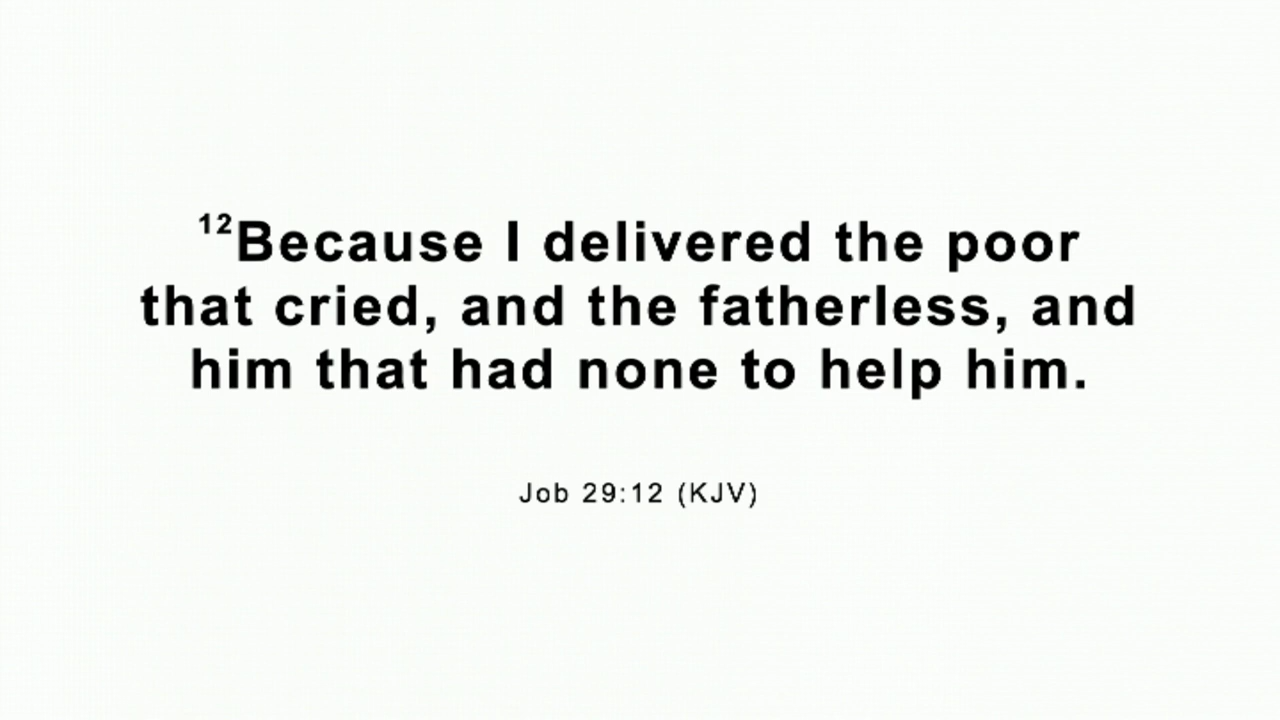 ¹²Because I delivered the poor
that cried, and the fatherless, and
him that had none to help him.
Job 29:12 (KJV)